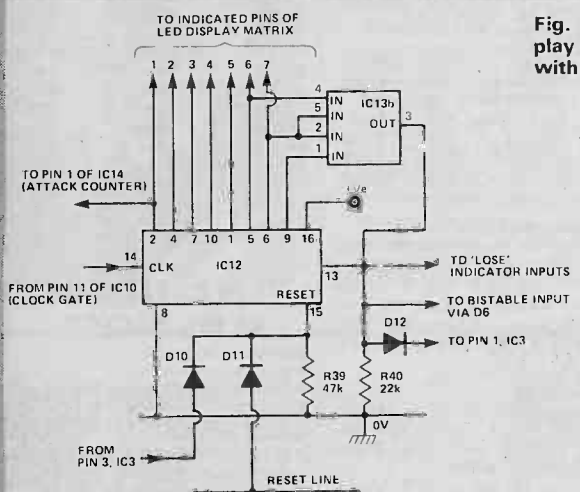 TO INDICATED PINS OF
LED DISPLAY MATRIX
Fig.
play
with
1 2 3 4 5 6 7
4
IN
IC13b
5
IN
2
IN
OUT
3
1
IN
TO PIN 1 OF IC14
(ATTACK COUNTER)
2 4 7 10 1 5 6 9 16
14
CLK
IC12
13
FROM PIN 11 OF IC10
(CLOCK GATE)
RESET
8
15
TO 'LOSE'
INDICATOR INPUTS
TO BISTABLE INPUT
VIA D6
D12
TO PIN 1, IC3
D10
D11
R39
47k
R40
22k
0V
FROM
PIN 3, IC3
RESET LINE